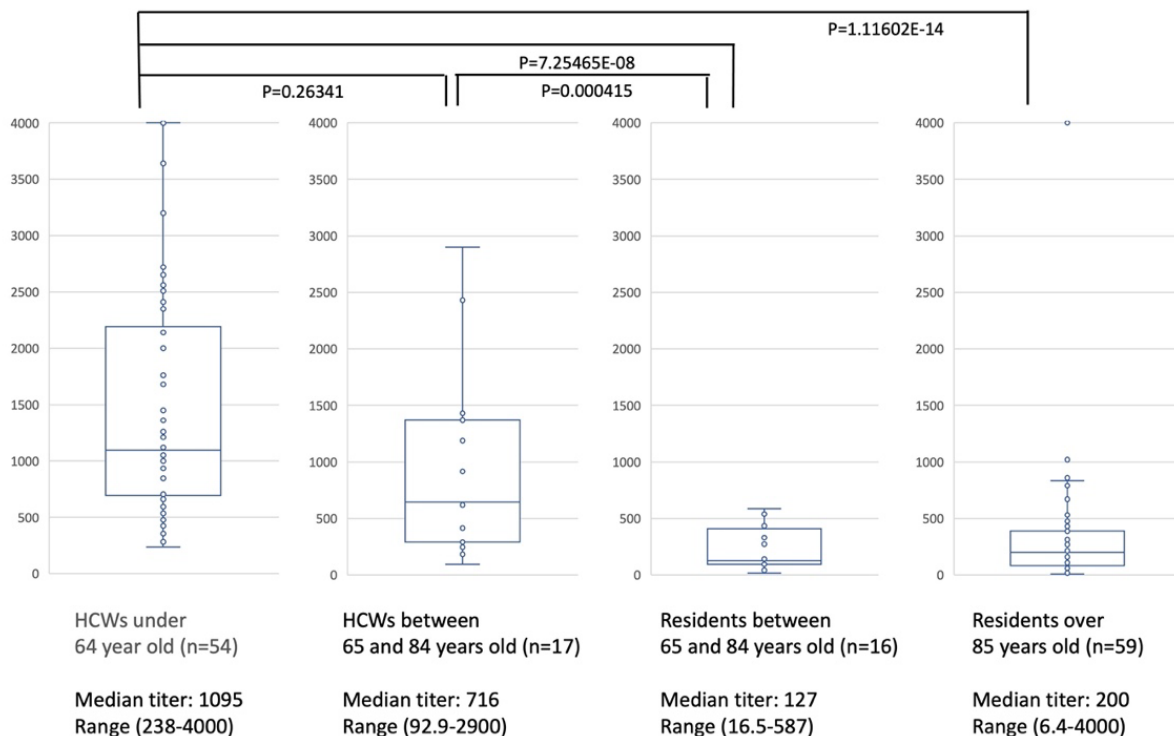 P=1.11602E-14
P=7.25465E-08
P=0.26341
P=0.000415
4000
3500
3000
2500
2000
1500
1000
500
0
4000
3500
3000
2500
2000
1500
1000
500
0
4000
3500
3000
2500
2000
1500
1000
500
0
4000
3500
3000
2500
2000
1500
1000
500
0
HCWs under
64 year old (n=54)
Median titer: 1095
Range (238-4000)
HCWs between
65 and 84 years old (n=17)
Median titer: 716
Range (92.9-2900)
Residents between
65 and 84 years old (n=16)
Median titer: 127
Range (16.5-587)
Residents over
85 years old (n=59)
Median titer: 200
Range (6.4-4000)